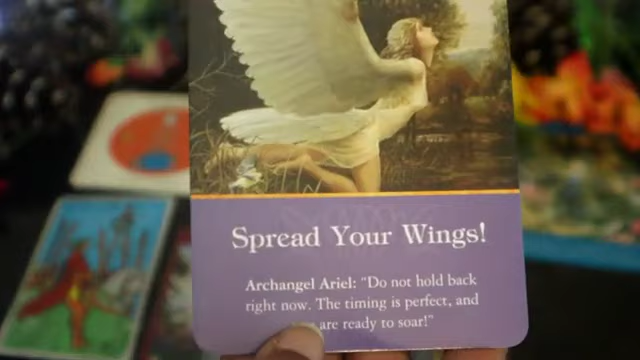 Spread Your Wings!
Archangel Ariel: "Do not hold back
right now. The timing is perfect, and
are ready to soar!"